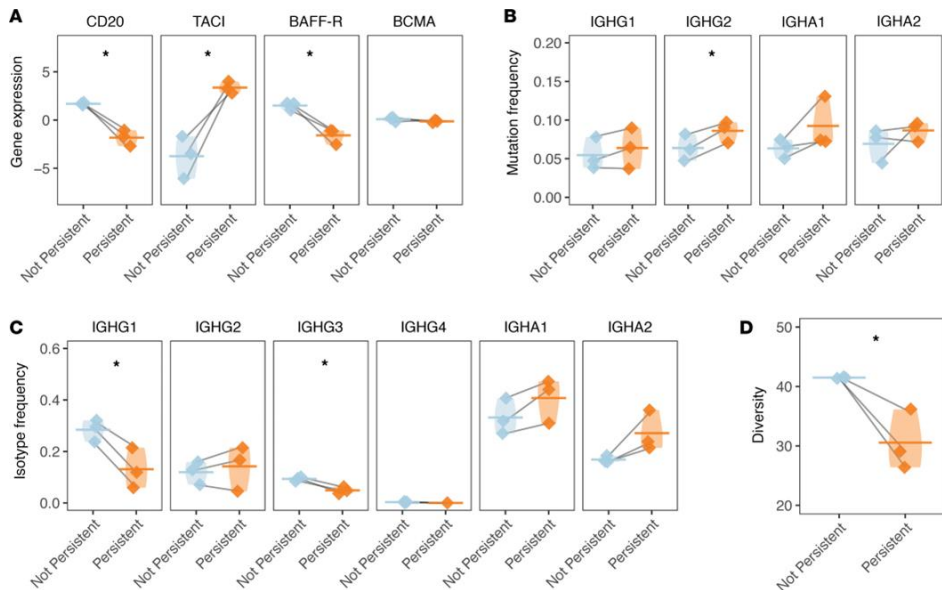 A
CD20 TACI BAFF-R BCMA
* * *
Gene expression
5
0
−5
Not Persistent Persistent Not Persistent Persistent Not Persistent Persistent Not Persistent Persistent
B
IGHG1 IGHG2 IGHA1 IGHA2
*
Mutation frequency
0.20
0.15
0.10
0.05
0.00
Not Persistent Persistent Not Persistent Persistent Not Persistent Persistent Not Persistent Persistent
C
IGHG1 IGHG2 IGHG3 IGHG4 IGHA1 IGHA2
* *
Isotype frequency
0.6
0.4
0.2
0.0
Not Persistent Persistent Not Persistent Persistent Not Persistent Persistent Not Persistent Persistent Not Persistent Persistent Not Persistent Persistent
D
*
Diversity
50
40
30
20
Not Persistent Persistent